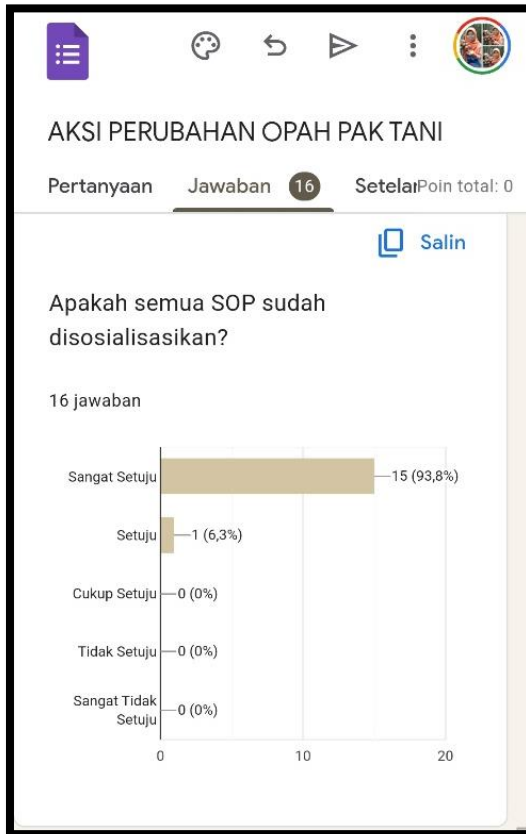 AKSI PERUBAHAN OPAH PAK TANI
Pertanyaan Jawaban 16 Setelar Poin total: 0
Salin
Apakah semua SOP sudah
disosialisasikan?
16 jawaban
Sangat Setuju 15 (93,8%)
Setuju 1 (6,3%)
Cukup Setuju 0 (0%)
Tidak Setuju 0 (0%)
Sangat Tidak
Setuju 0 (0%)
0 10 20